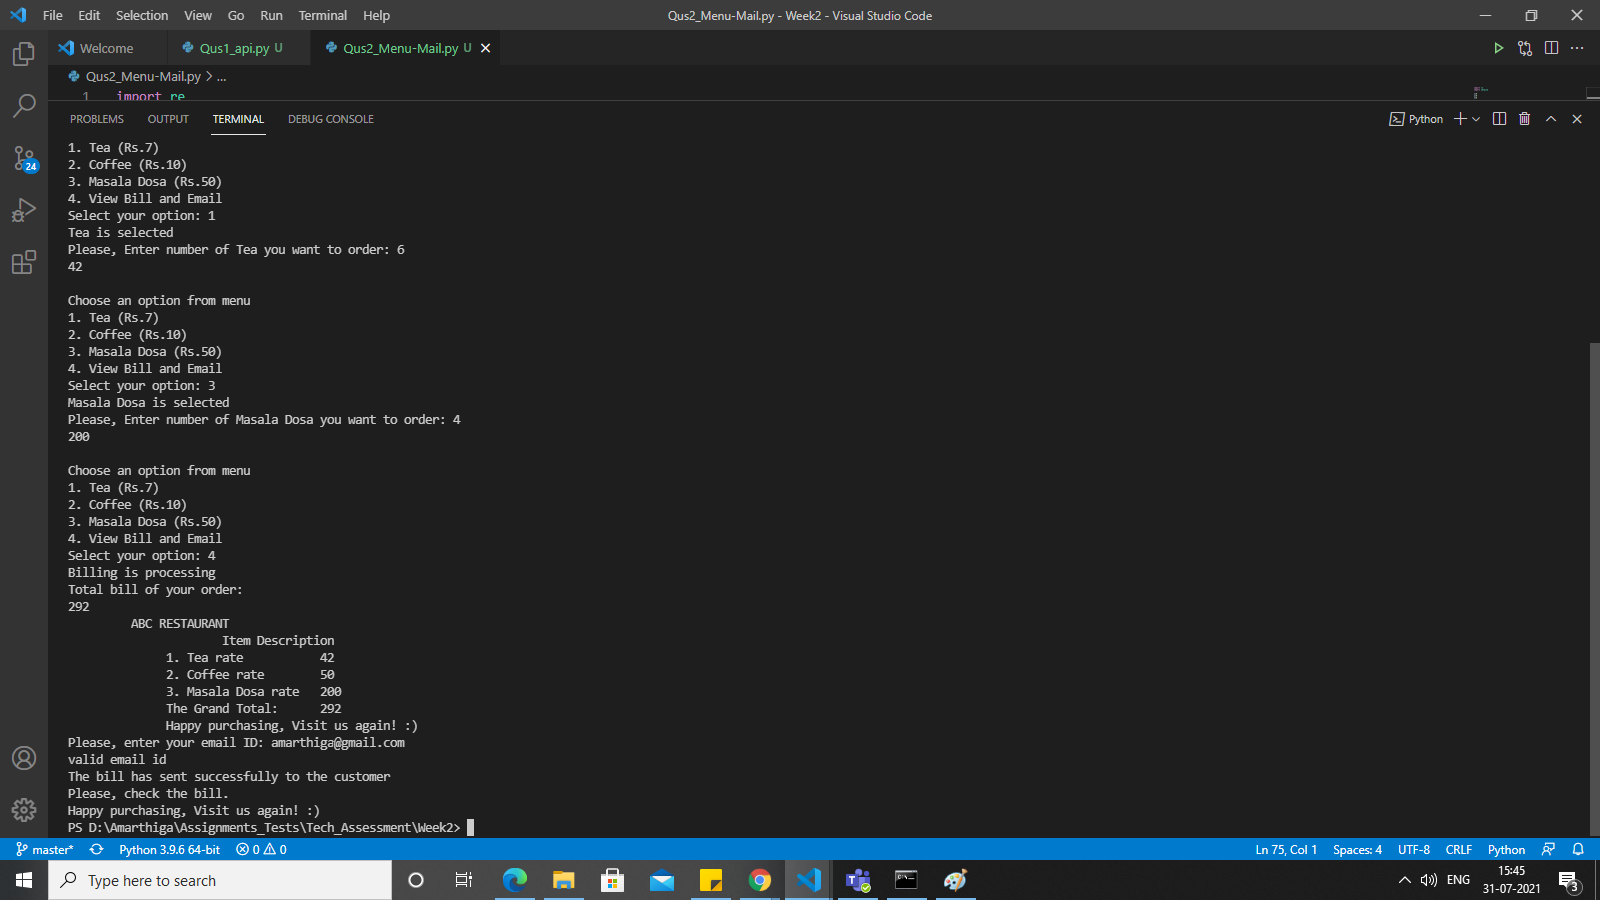 File Edit Selection View Go Run Terminal Help
Qus2_Menu-Mail.py - Week2 - Visual Studio Code
Welcome
Qus1_api.py U
Qus2_Menu-Mail.py U
Qus2_Menu-Mail.py > ...
1 import re
PROBLEMS OUTPUT TERMINAL DEBUG CONSOLE
Python
1. Tea (Rs.7)
2. Coffee (Rs.10)
3. Masala Dosa (Rs.50)
4. View Bill and Email
Select your option: 1
Tea is selected
Please, Enter number of Tea you want to order: 6
42
Choose an option from menu
1. Tea (Rs.7)
2. Coffee (Rs.10)
3. Masala Dosa (Rs.50)
4. View Bill and Email
Select your option: 3
Masala Dosa is selected
Please, Enter number of Masala Dosa you want to order: 4
200
Choose an option from menu
1. Tea (Rs.7)
2. Coffee (Rs.10)
3. Masala Dosa (Rs.50)
4. View Bill and Email
Select your option: 4
Billing is processing
Total bill of your order:
292
ABC RESTAURANT
Item Description
1. Tea rate 42
2. Coffee rate 50
3. Masala Dosa rate 200
The Grand Total: 292
Happy purchasing, Visit us again! :)
Please, enter your email ID: amarthiga@gmail.com
valid email id
The bill has sent successfully to the customer
Please, check the bill.
Happy purchasing, Visit us again! :)
PS D:\Amarthiga\Assignments_Tests\Tech_Assessment\Week2>
24
master* Python 3.9.6 64-bit 0 0
Ln 75, Col 1 Spaces: 4 UTF-8 CRLF Python
Type here to search
ENG
15:45
31-07-2021
3